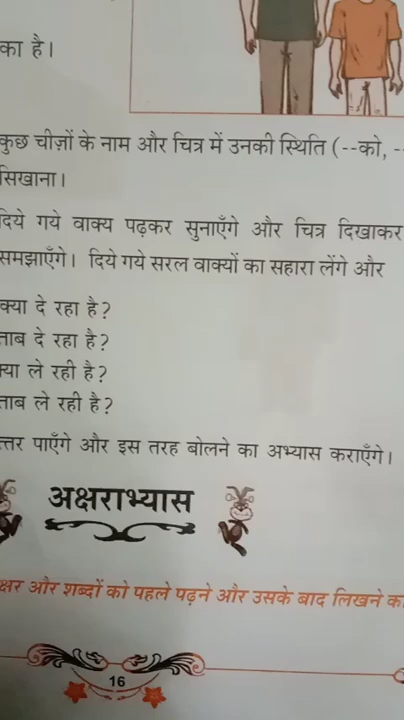 का है।
कुछ चीज़ों के नाम और चित्र में उनकी स्थिति (--को, -
सिखाना।
दिये गये वाक्य पढ़कर सुनाएँगे और चित्र दिखाकर
समझाएँगे। दिये गये सरल वाक्यों का सहारा लेंगे और
क्या दे रहा है?
ताब दे रहा है?
क्या ले रही है?
ताब ले रही है?
त्तर पाएँगे और इस तरह बोलने का अभ्यास कराएँगे।
अक्षराभ्यास
क्षर और शब्दों को पहले पढ़ने और उसके बाद लिखने का
16